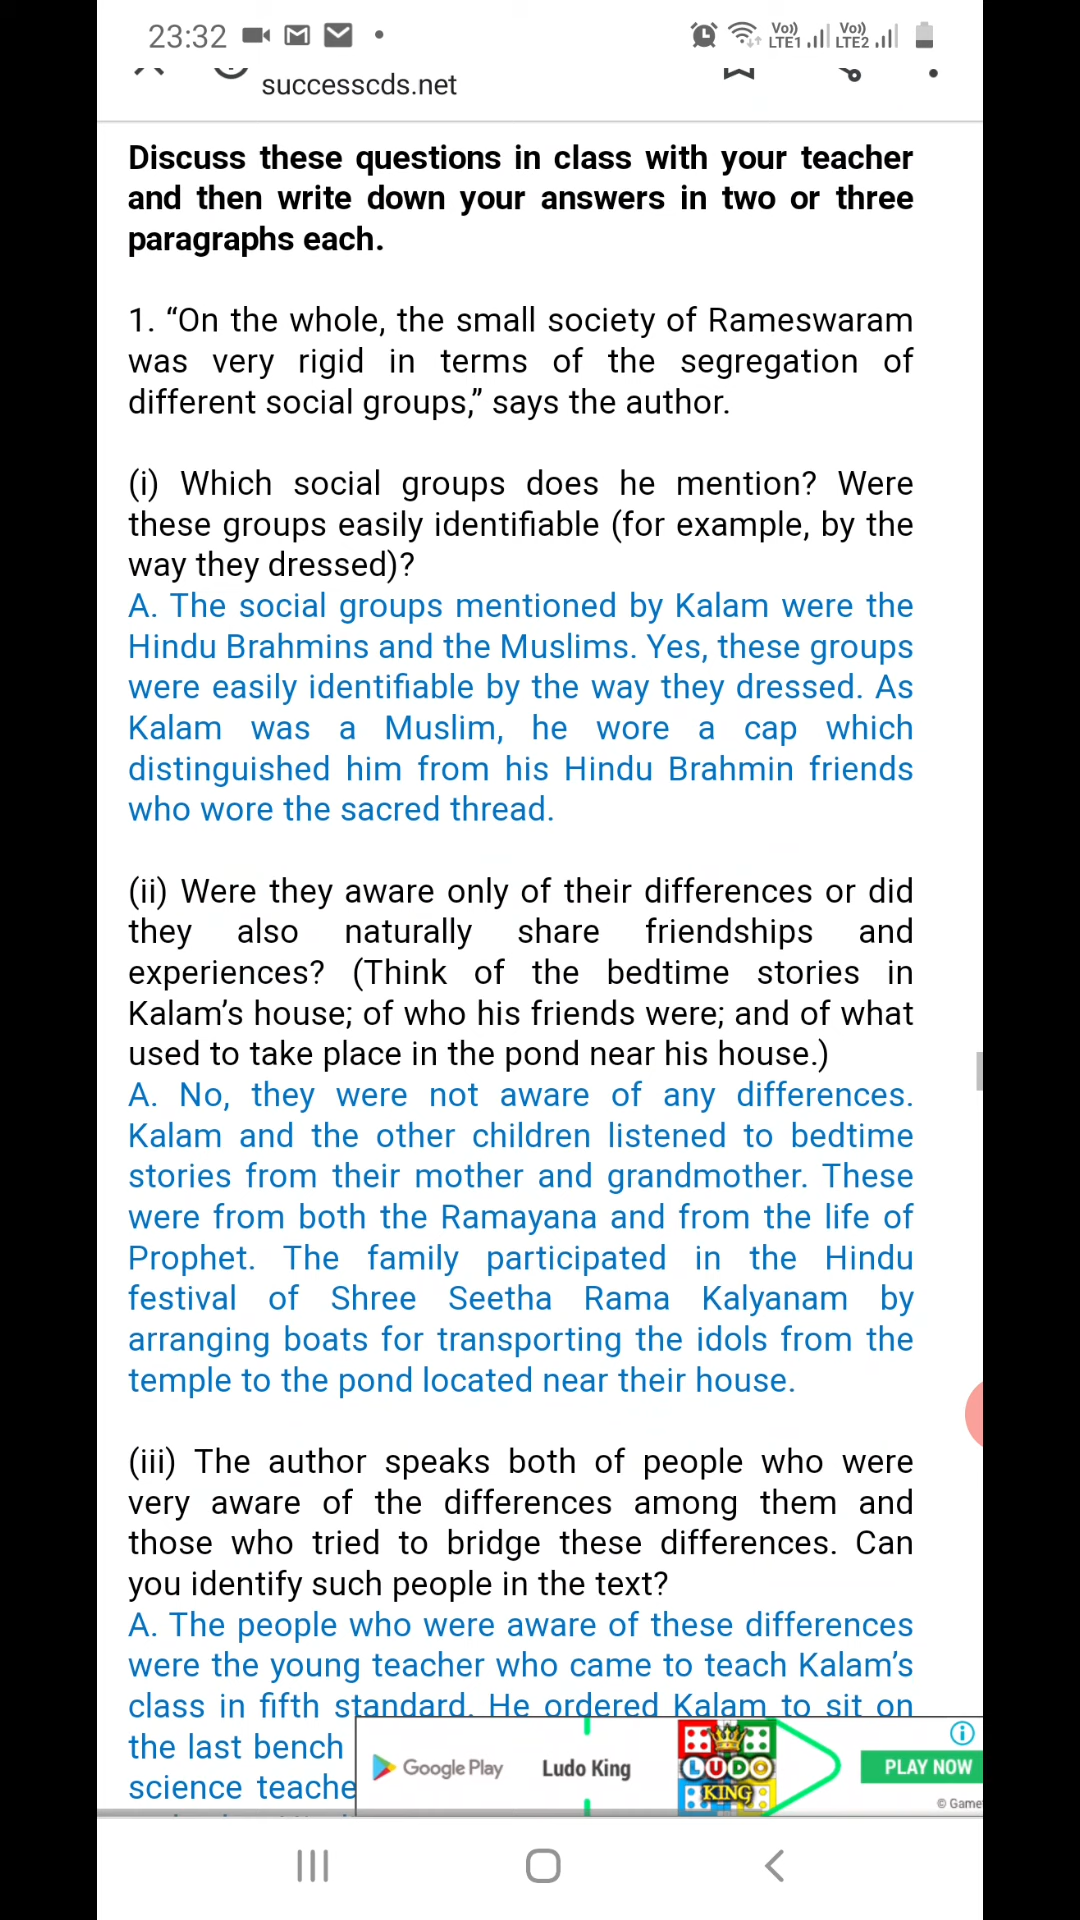 23:32
Vo)) LTE1 Vo)) LTE2
successcds.net
Discuss these questions in class with your teacher
and then write down your answers in two or three
paragraphs each.
1. “On the whole, the small society of Rameswaram
was very rigid in terms of the segregation of
different social groups,” says the author.
(i) Which social groups does he mention? Were
these groups easily identifiable (for example, by the
way they dressed)?
A. The social groups mentioned by Kalam were the
Hindu Brahmins and the Muslims. Yes, these groups
were easily identifiable by the way they dressed. As
Kalam was a Muslim, he wore a cap which
distinguished him from his Hindu Brahmin friends
who wore the sacred thread.
(ii) Were they aware only of their differences or did
they also naturally share friendships and
experiences? (Think of the bedtime stories in
Kalam’s house; of who his friends were; and of what
used to take place in the pond near his house.)
A. No, they were not aware of any differences.
Kalam and the other children listened to bedtime
stories from their mother and grandmother. These
were from both the Ramayana and from the life of
Prophet. The family participated in the Hindu
festival of Shree Seetha Rama Kalyanam by
arranging boats for transporting the idols from the
temple to the pond located near their house.
(iii) The author speaks both of people who were
very aware of the differences among them and
those who tried to bridge these differences. Can
you identify such people in the text?
A. The people who were aware of these differences
were the young teacher who came to teach Kalam’s
class in fifth standard. He ordered Kalam to sit on
the last bench
science teache
Google Play Ludo King LUDO KING PLAY NOW
© Game